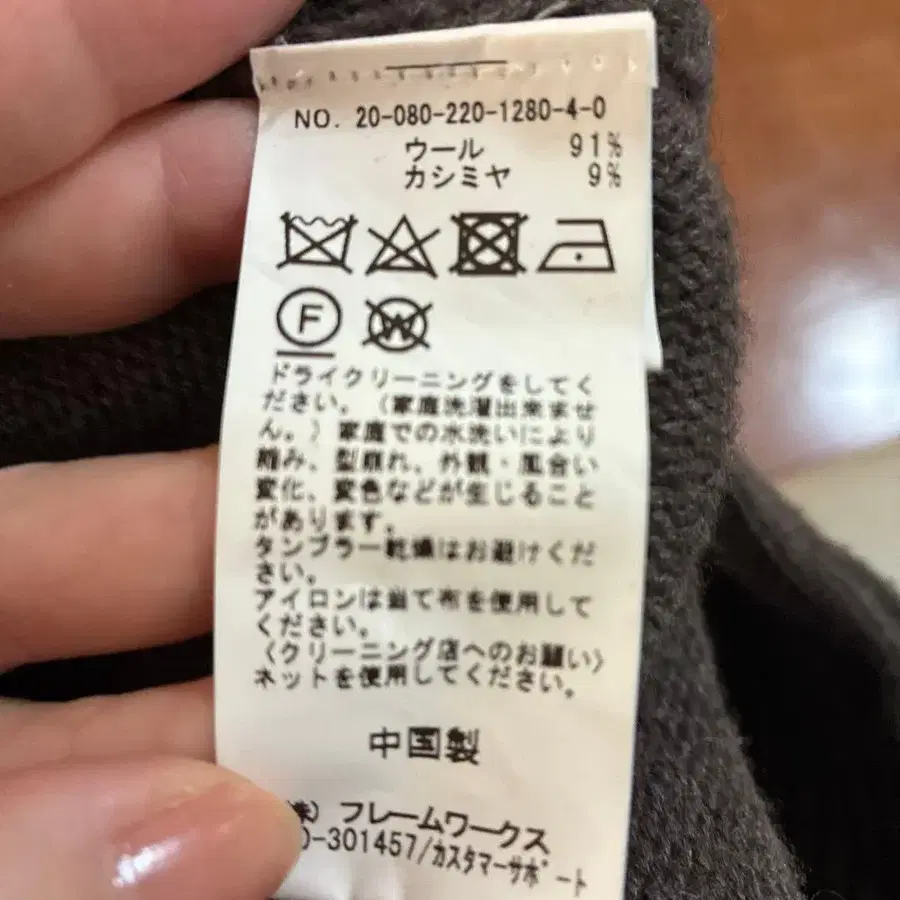 NO. 20-080-220-1280-4-0
ウール 91%
カシミヤ 9%
F W
ドライクリーニングをしてく
ださい。（家庭洗濯出来ませ
ん。）家庭での水洗いにより
縮み、型崩れ、外観・風合い
変化、変色などが生じること
があります。
タンブラー乾燥はお避けくだ
さい。
アイロンは当て布を使用して
ください。
〈クリーニング店へのお願い〉
ネットを使用してください。
中国製
(株) フレームワークス
0-301457/カスタマーサポート